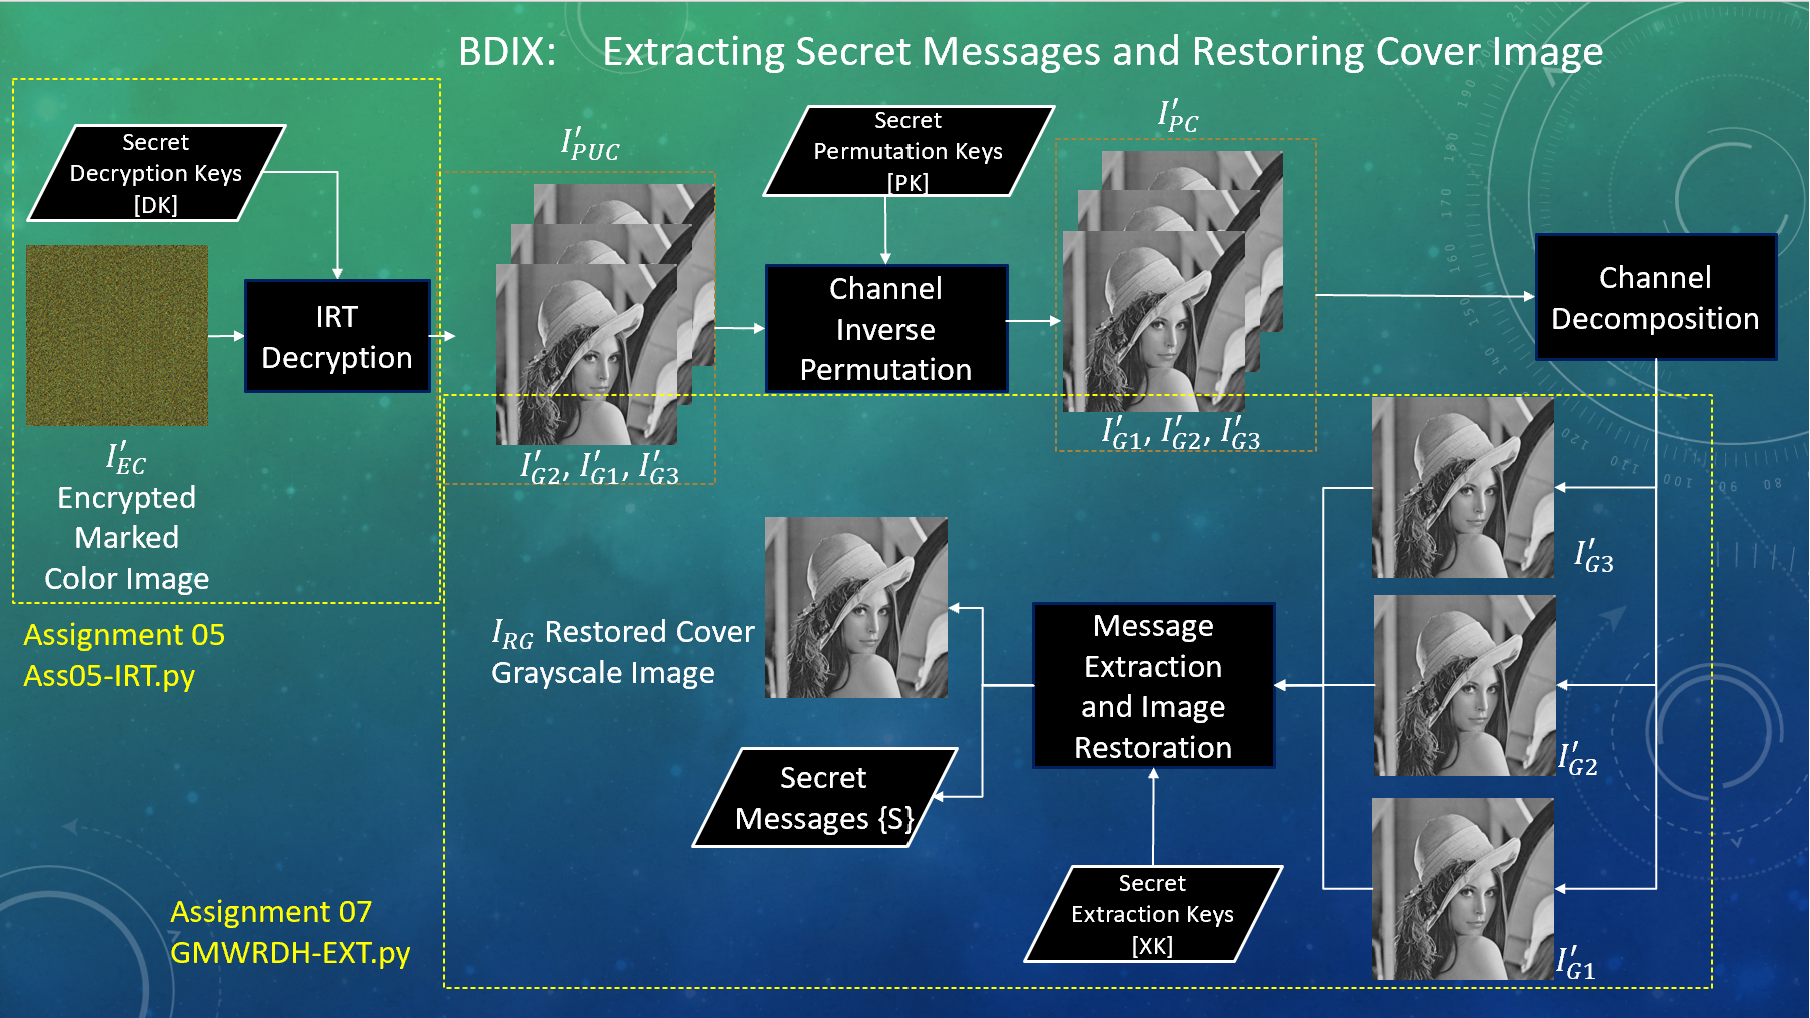 BDIX: Extracting Secret Messages and Restoring Cover Image
Secret
Decryption Keys
[DK]
IRT
Decryption
I′EC
Encrypted
Marked
Color Image
Assignment 05
Ass05-IRT.py
I′PUC
I′G2, I′G1, I′G3
Secret
Permutation Keys
[PK]
Channel
Inverse
Permutation
I′PC
I′G1, I′G2, I′G3
Channel
Decomposition
I′G3
I′G2
I′G1
Message
Extraction
and Image
Restoration
Secret
Extraction Keys
[XK]
IRG Restored Cover
Grayscale Image
Secret
Messages {S}
Assignment 07
GMWRDH-EXT.py